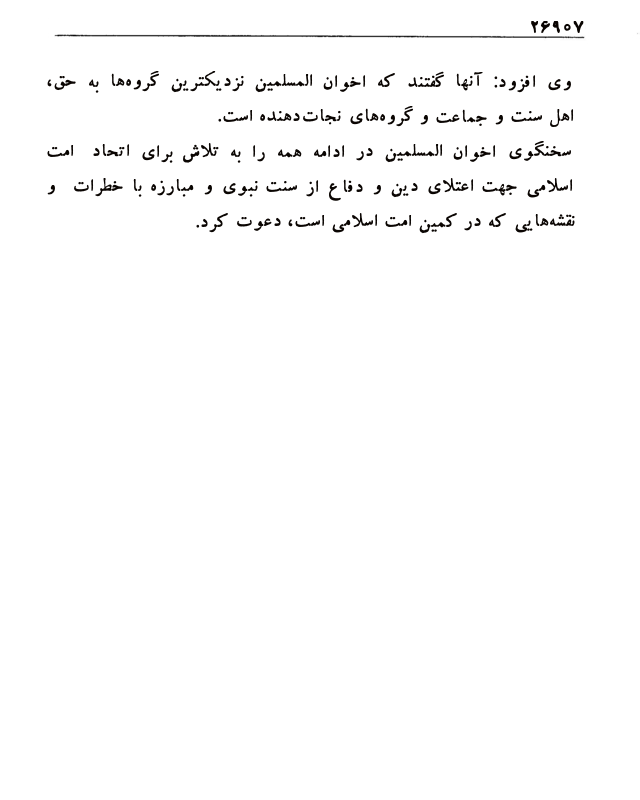 ۲۶۹۰۷
وی افزود: آنها گفتند که اخوان المسلمین نزدیکترین گروه‌ها به حق،
اهل سنت و جماعت و گروه‌های نجات‌دهنده است.
سخنگوی اخوان المسلمین در ادامه همه را به تلاش برای اتحاد امت
اسلامی جهت اعتلای دین و دفاع از سنت نبوی و مبارزه با خطرات و
نقشه‌هایی که در کمین امت اسلامی است، دعوت کرد.